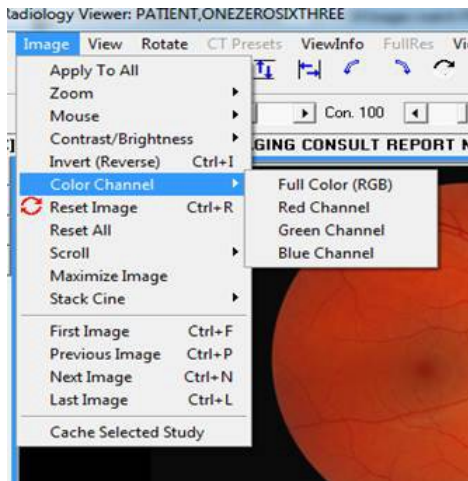 Radiology Viewer: PATIENT,ONEZEROSIXTHREE
Image View Rotate CT Presets ViewInfo FullRes Vi
Apply To All
Zoom
Mouse
Con. 100
Contrast/Brightness
GING CONSULT REPORT N
Invert (Reverse) Ctrl+I
Color Channel
Full Color (RGB)
Reset Image Ctrl+R
Red Channel
Reset All
Green Channel
Scroll
Blue Channel
Maximize Image
Stack Cine
First Image Ctrl+F
Previous Image Ctrl+P
Next Image Ctrl+N
Last Image Ctrl+L
Cache Selected Study